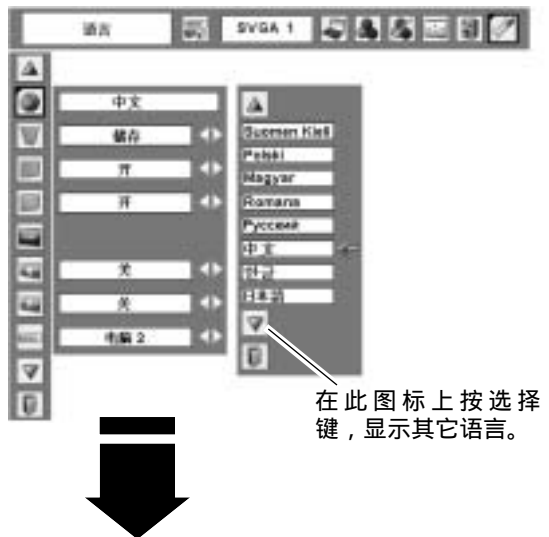 语言
SVGA 1
中文
储存
开
开
关
关
电脑 2
Suomen Kieli
Polski
Magyar
Romana
Русский
中文
한글
日本語
在此图标上按选择
键，显示其它语言。